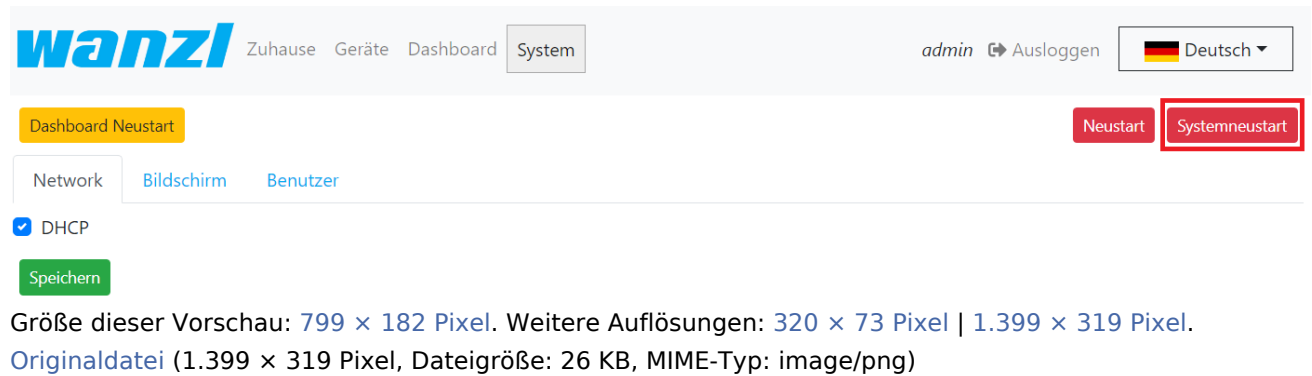 wanzl Zuhause Geräte Dashboard System admin Ausloggen Deutsch
Dashboard Neustart Neustart Systemneustart
Network Bildschirm Benutzer
DHCP
Speichern
Größe dieser Vorschau: 799 × 182 Pixel. Weitere Auflösungen: 320 × 73 Pixel | 1.399 × 319 Pixel.
Originaldatei (1.399 × 319 Pixel, Dateigröße: 26 KB, MIME-Typ: image/png)